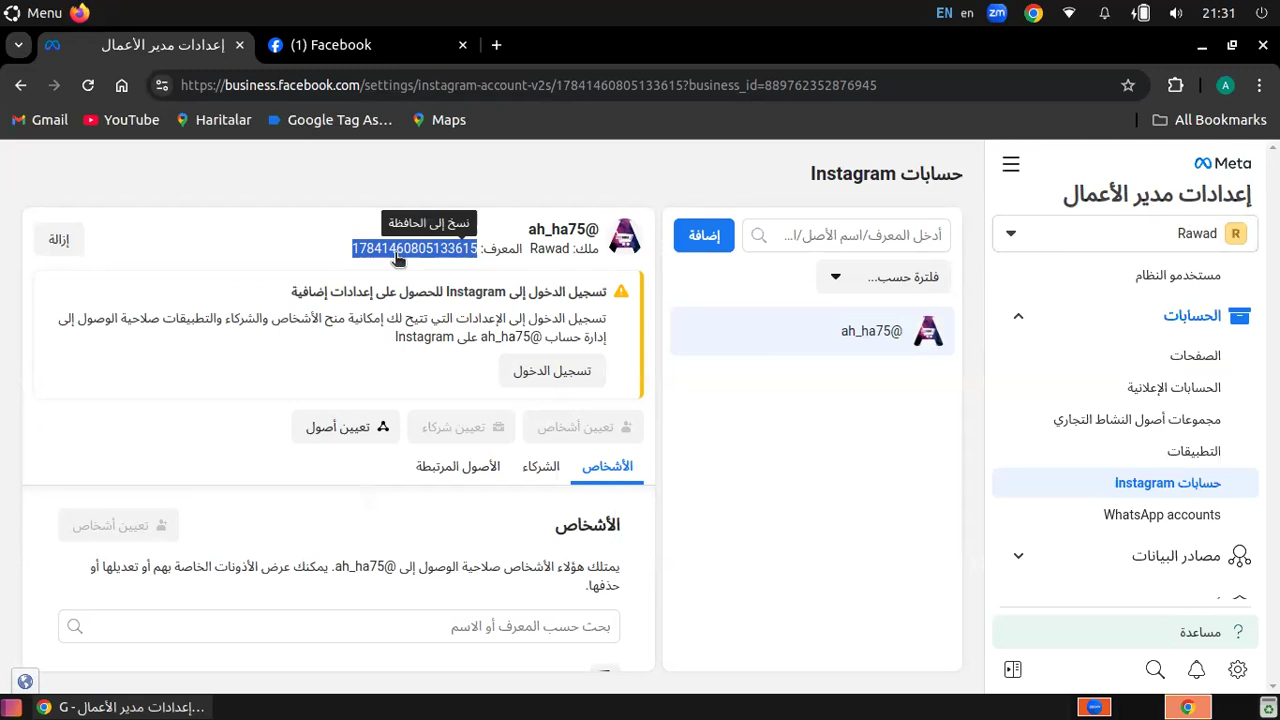 Menu
EN en zm 21:31
إعدادات مدير الأعمال
(1) Facebook
https://business.facebook.com/settings/instagram-account-v2s/17841460805133615?business_id=889762352876945
A
Gmail YouTube Haritalar Google Tag As... Maps All Bookmarks
Meta
إعدادات مدير الأعمال
Rawad R
مستخدمو النظام
الحسابات
الصفحات
الحسابات الإعلانية
مجموعات أصول النشاط التجاري
التطبيقات
حسابات Instagram
WhatsApp accounts
مصادر البيانات
مساعدة
حسابات Instagram
أدخل المعرف/اسم الأصل/ا...
إضافة
فلترة حسب...
@ah_ha75
@ah_ha75
نسخ إلى الحافظة
ملك: Rawad المعرف: 17841460805133615
إزالة
تسجيل الدخول إلى Instagram للحصول على إعدادات إضافية
تسجيل الدخول إلى الإعدادات التي تتيح لك إمكانية منح الأشخاص والشركاء والتطبيقات صلاحية الوصول إلى
إدارة حساب @ah_ha75 على Instagram
تسجيل الدخول
تعيين أشخاص تعيين شركاء تعيين أصول
الأشخاص الشركاء الأصول المرتبطة
الأشخاص
تعيين أشخاص
يمتلك هؤلاء الأشخاص صلاحية الوصول إلى @ah_ha75. يمكنك عرض الأذونات الخاصة بهم أو تعديلها أو
حذفها.
بحث حسب المعرف أو الاسم
إعدادات مدير الأعمال - G...
zm